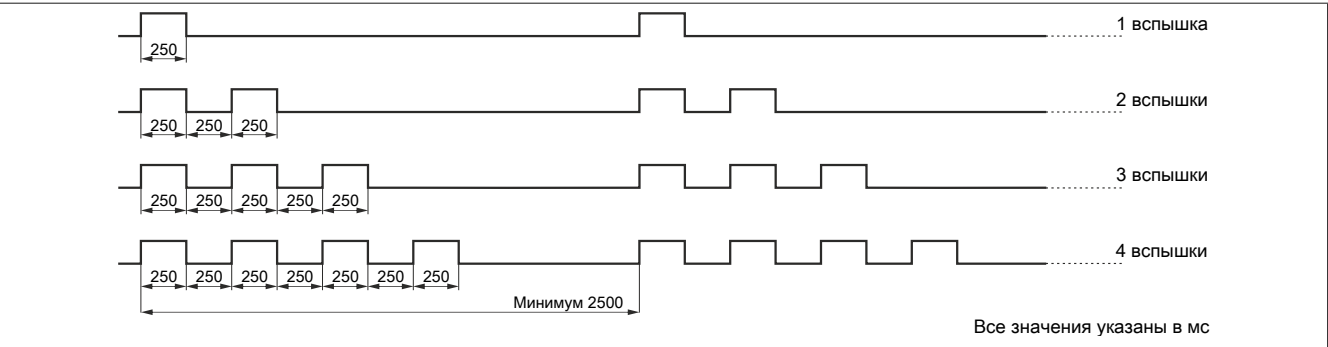 1 вспышка
250
2 вспышки
250 250 250
3 вспышки
250 250 250 250 250
4 вспышки
250 250 250 250 250 250 250
Минимум 2500
Все значения указаны в мс